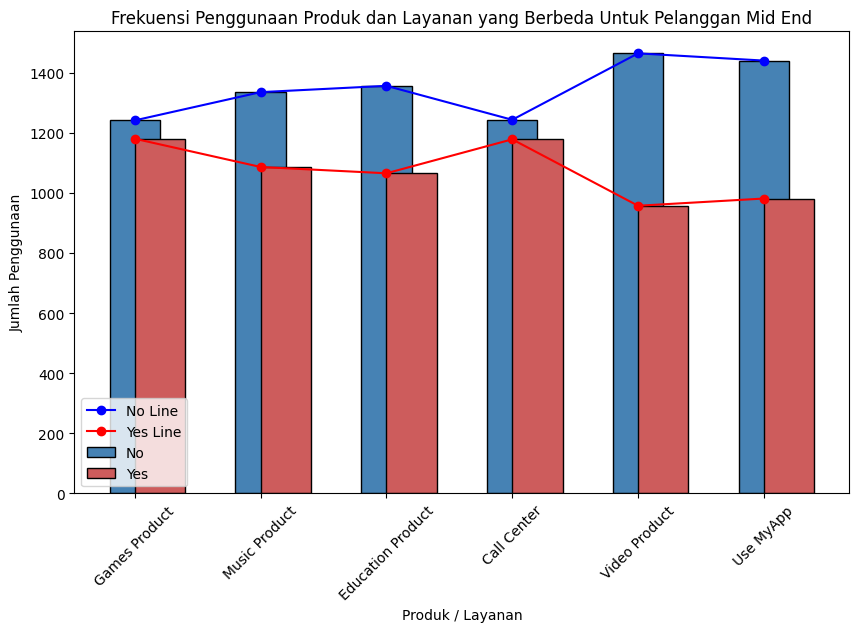 Frekuensi Penggunaan Produk dan Layanan yang Berbeda Untuk Pelanggan Mid End
Jumlah Penggunaan
1400
1200
1000
800
600
400
200
0
No Line
Yes Line
No
Yes
Games Product
Music Product
Education Product
Call Center
Video Product
Use MyApp
Produk / Layanan